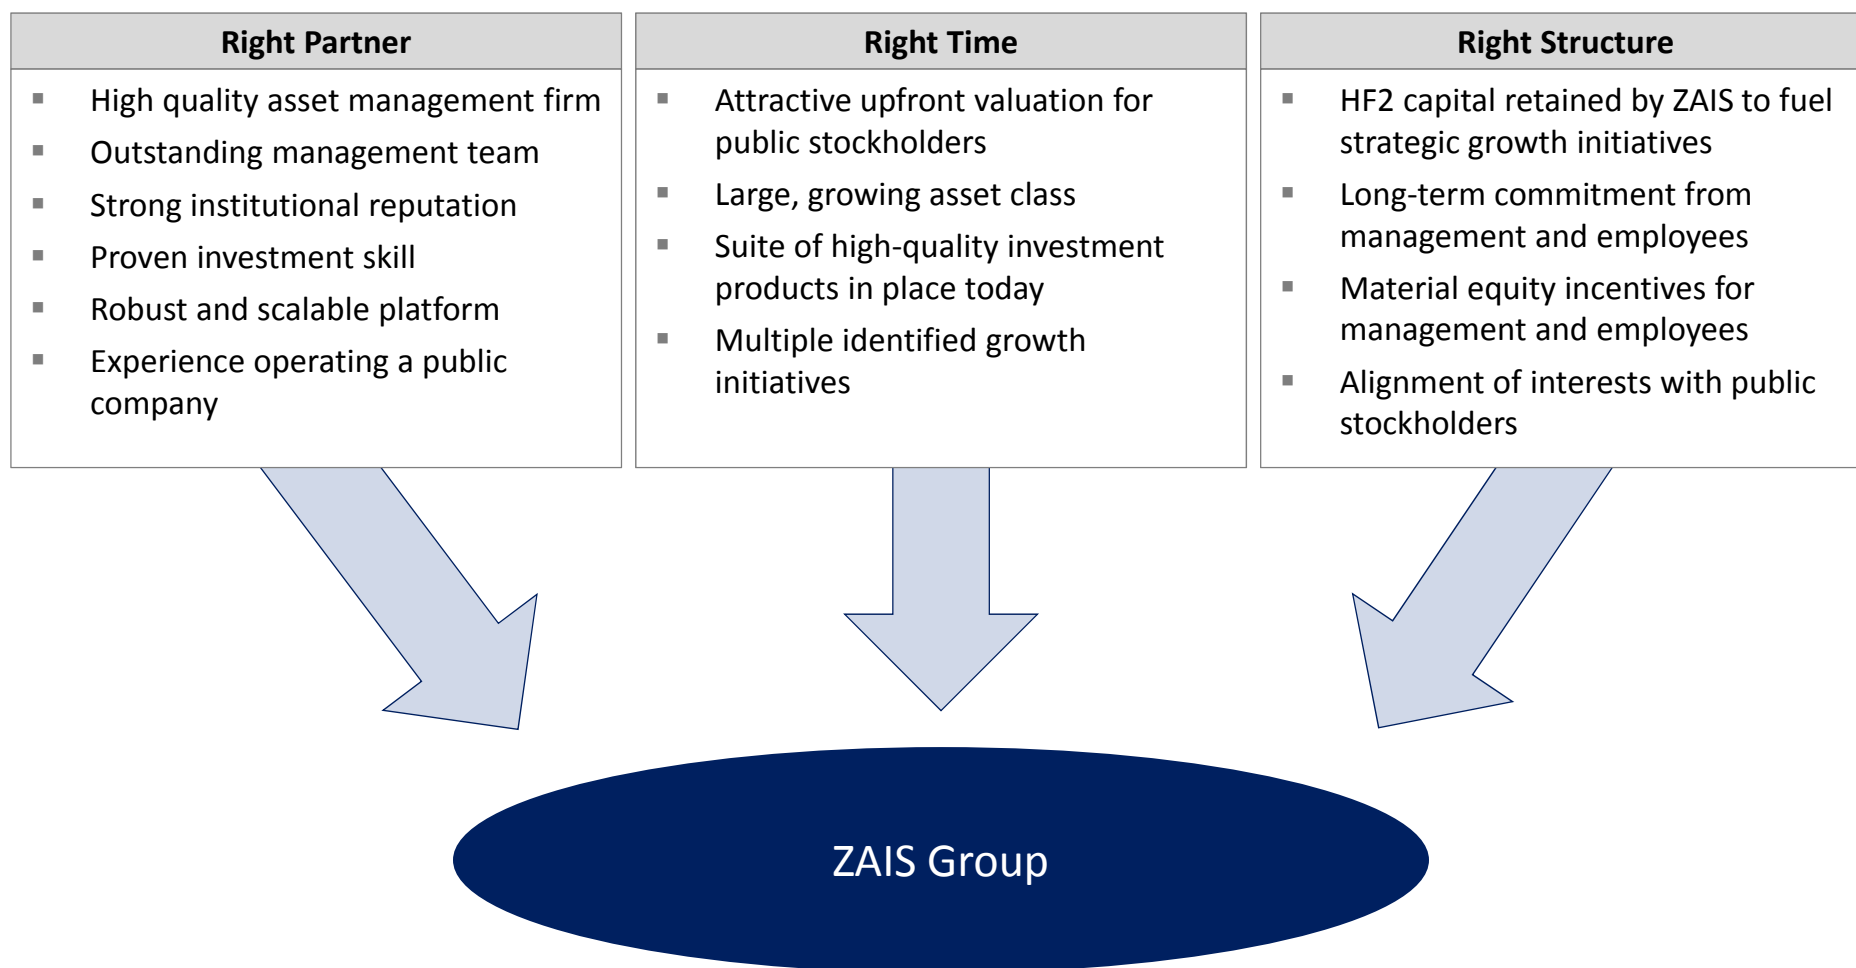 Right Partner
▪ High quality asset management firm
▪ Outstanding management team
▪ Strong institutional reputation
▪ Proven investment skill
▪ Robust and scalable platform
▪ Experience operating a public
company
Right Time
▪ Attractive upfront valuation for
public stockholders
▪ Large, growing asset class
▪ Suite of high-quality investment
products in place today
▪ Multiple identified growth
initiatives
Right Structure
▪ HF2 capital retained by ZAIS to fuel
strategic growth initiatives
▪ Long-term commitment from
management and employees
▪ Material equity incentives for
management and employees
▪ Alignment of interests with public
stockholders
ZAIS Group